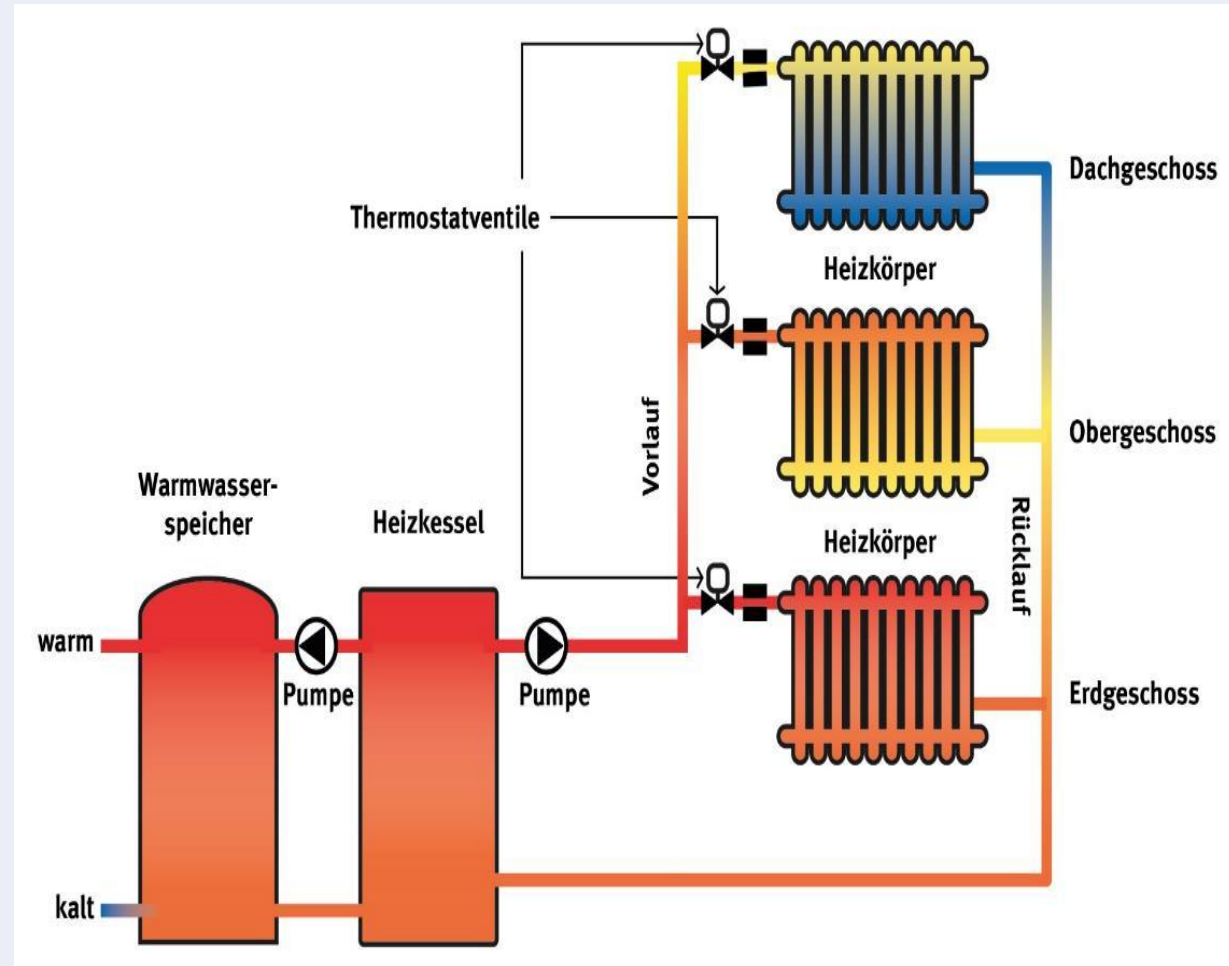 Dachgeschoss
Thermostatventile
Heizkörper
Vorlauf
Obergeschoss
Warmwasser-
speicher
Heizkessel
Rücklauf
Heizkörper
warm
Pumpe
Pumpe
Erdgeschoss
kalt